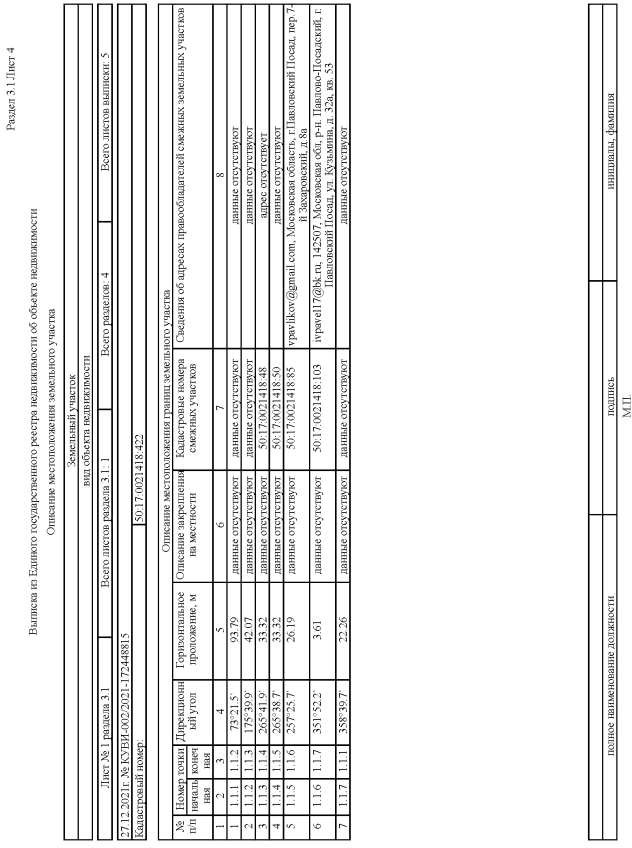 Раздел 3.1 Лист 4
Выписка из Единого государственного реестра недвижимости об объекте недвижимости
Описание местоположения земельного участка
Земельный участок
вид объекта недвижимости
Лист № 1 раздела 3.1 Всего листов раздела 3.1: 1 Всего разделов: 4 Всего листов выписки: 5
27.12.2021г. № КУВИ-002/2021-172448815
Кадастровый номер: 50:17:0021418:422
Описание местоположения границ земельного участка
№ Номер точки Дирекционн Горизонтальное Описание закрепления Кадастровые номера Сведения об адресах правообладателей смежных земельных участков
п/п началь конеч ый угол проложение, м на местности смежных участков
ная ная
1 2 3 4 5 6 7 8
1 1.1.1 1.1.2 73°21.5' 93.79 данные отсутствуют данные отсутствуют данные отсутствуют
2 1.1.2 1.1.3 175°39.9' 42.07 данные отсутствуют данные отсутствуют данные отсутствуют
3 1.1.3 1.1.4 265°41.9' 33.32 данные отсутствуют 50:17:0021418:48 адрес отсутствует
4 1.1.4 1.1.5 265°38.7' 33.32 данные отсутствуют 50:17:0021418:50 данные отсутствуют
5 1.1.5 1.1.6 257°25.7' 26.19 данные отсутствуют 50:17:0021418:85 vpavlikov@gmail.com, Московская область, г.Павловский Посад, пер.7-
й Захаровский, д.8а
6 1.1.6 1.1.7 351°52.2' 3.61 данные отсутствуют 50:17:0021418:103 ivpavel17@bk.ru, 142507, Московская обл, р-н. Павлово-Посадский, г.
Павловский Посад, ул. Кузьмина, д. 32а, кв. 53
7 1.1.7 1.1.1 358°39.7' 22.26 данные отсутствуют данные отсутствуют данные отсутствуют
полное наименование должности подпись инициалы, фамилия
М.П.